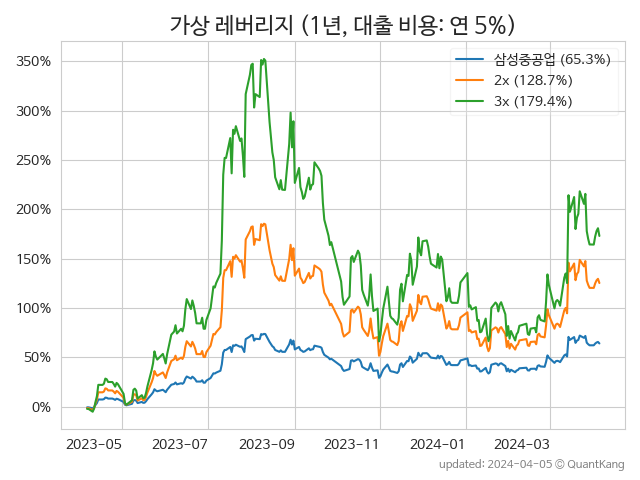 가상 레버리지 (1년, 대출 비용: 연 5%)
350%
300%
250%
200%
150%
100%
50%
0%
삼성중공업 (65.3%)
2x (128.7%)
3x (179.4%)
2023-05
2023-07
2023-09
2023-11
2024-01
2024-03
updated: 2024-04-05 © QuantKang